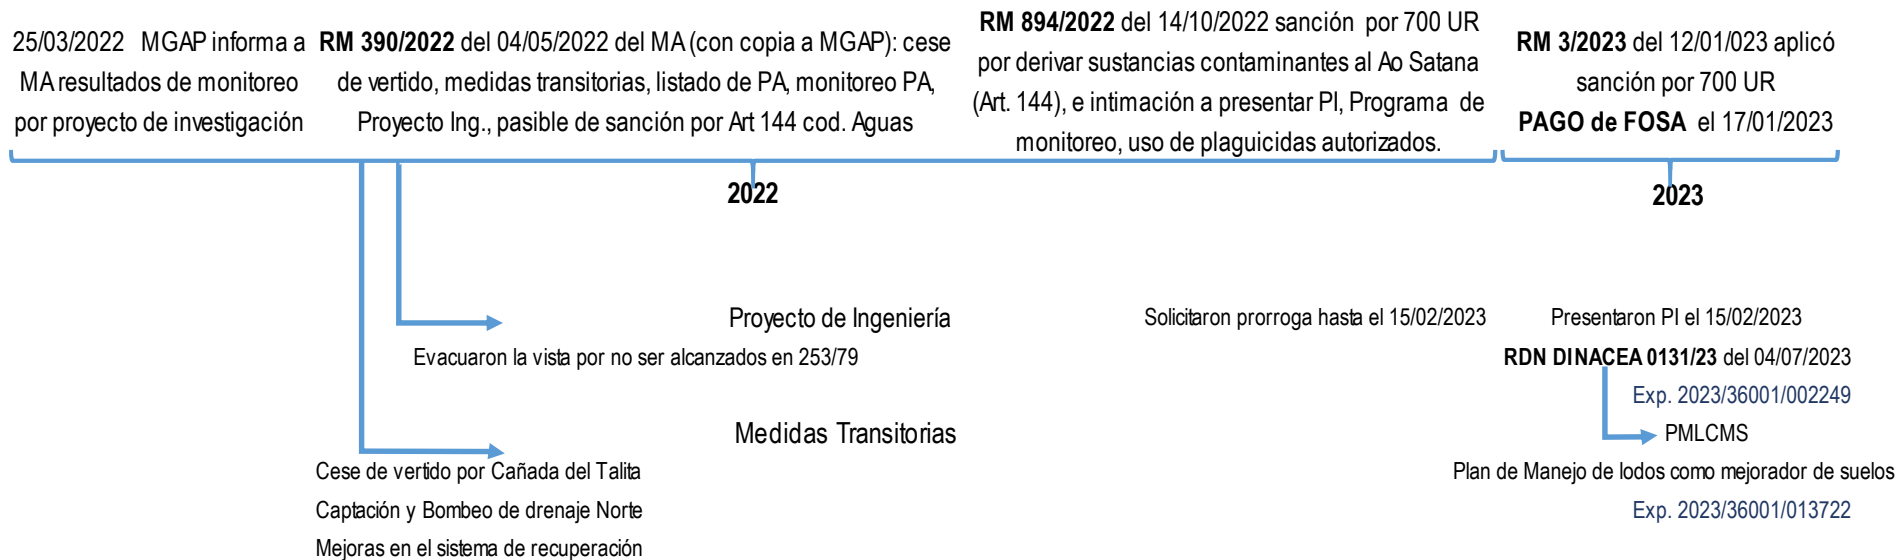 25/03/2022 MGAP informa a
MA resultados de monitoreo
por proyecto de investigación
RM 390/2022 del 04/05/2022 del MA (con copia a MGAP): cese
de vertido, medidas transitorias, listado de PA, monitoreo PA,
Proyecto Ing., pasible de sanción por Art 144 cod. Aguas
RM 894/2022 del 14/10/2022 sanción por 700 UR
por derivar sustancias contaminantes al Ao Satana
(Art. 144), e intimación a presentar PI, Programa de
monitoreo, uso de plaguicidas autorizados.
RM 3/2023 del 12/01/023 aplicó
sanción por 700 UR
PAGO de FOSA el 17/01/2023
2022
2023
Proyecto de Ingeniería
Solicitaron prorroga hasta el 15/02/2023
Presentaron PI el 15/02/2023
Evacuaron la vista por no ser alcanzados en 253/79
RDN DINACEA 0131/23 del 04/07/2023
Exp. 2023/36001/002249
Medidas Transitorias
PMLCMS
Cese de vertido por Cañada del Talita
Plan de Manejo de lodos como mejorador de suelos
Captación y Bombeo de drenaje Norte
Exp. 2023/36001/013722
Mejoras en el sistema de recuperación